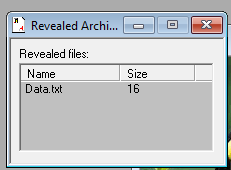 Revealed Archi...
Revealed files:
Name Size
Data.txt 16